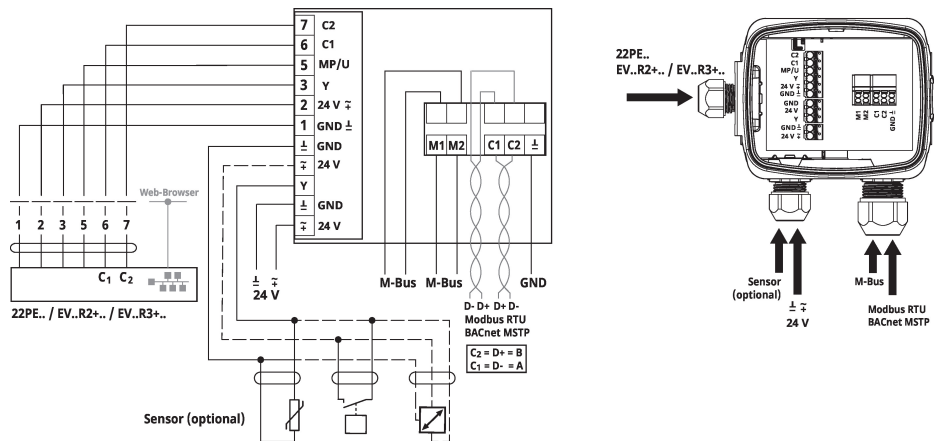 7 C2
6 C1
5 MP/U
3 Y
2 24 V ⏦
1 GND ⊥
⊥ GND
⏦ 24 V
Y
⊥ GND
⏦ 24 V
M1 M2 C1 C2 ⊥
Web-Browser
1 2 3 5 6 7
C1 C2
22PE.. / EV..R2+.. / EV..R3+..
⊥ ⏦
24 V
M-Bus M-Bus GND
D- D+ D+ D-
Modbus RTU
BACnet MSTP
C2 = D+ = B
C1 = D- = A
Sensor (optional)
22PE..
EV..R2+.. / EV..R3+..
C2
C1
MP/U
Y
24 V ⏦
GND ⊥
GND
24 V
Y
GND ⊥
24 V ⏦
M1
M2
C1
C2
GND ⊥
Sensor
(optional)
⊥ ⏦
24 V
M-Bus
Modbus RTU
BACnet MSTP